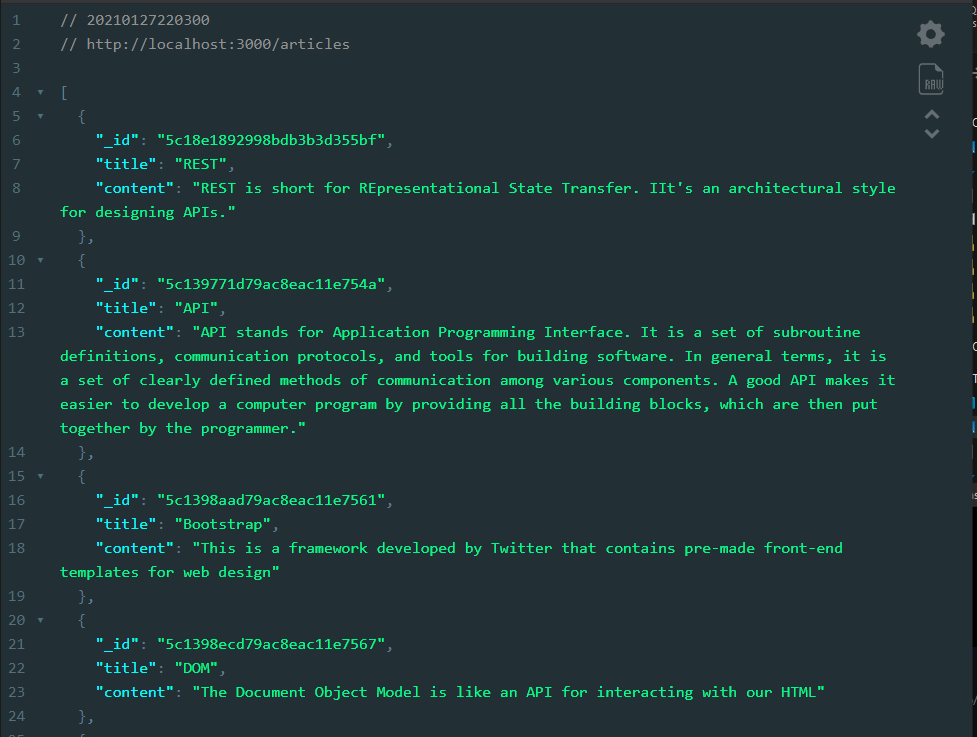 1 // 20210127220300
2 // http://localhost:3000/articles
3
4 [
5 {
6 "_id": "5c18e1892998bdb3b3d355bf",
7 "title": "REST",
8 "content": "REST is short for REpresentational State Transfer. IIt's an architectural style
for designing APIs."
9 },
10 {
11 "_id": "5c139771d79ac8eac11e754a",
12 "title": "API",
13 "content": "API stands for Application Programming Interface. It is a set of subroutine
definitions, communication protocols, and tools for building software. In general terms, it is
a set of clearly defined methods of communication among various components. A good API makes it
easier to develop a computer program by providing all the building blocks, which are then put
together by the programmer."
14 },
15 {
16 "_id": "5c1398aad79ac8eac11e7561",
17 "title": "Bootstrap",
18 "content": "This is a framework developed by Twitter that contains pre-made front-end
templates for web design"
19 },
20 {
21 "_id": "5c1398ecd79ac8eac11e7567",
22 "title": "DOM",
23 "content": "The Document Object Model is like an API for interacting with our HTML"
24 },
RAW